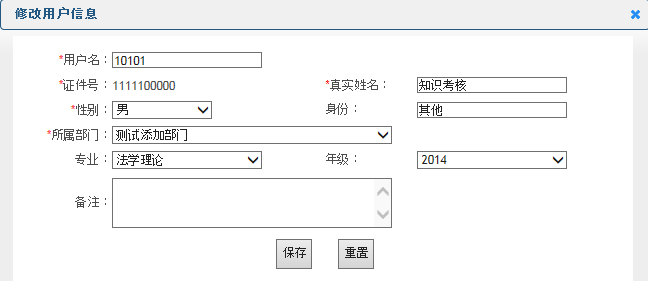 修改用户信息
*用户名： 10101
*证件号： 1111100000 *真实姓名： 知识考核
*性别： 男 身份： 其他
*所属部门： 测试添加部门
专业： 法学理论 年级： 2014
备注：
保存 重置